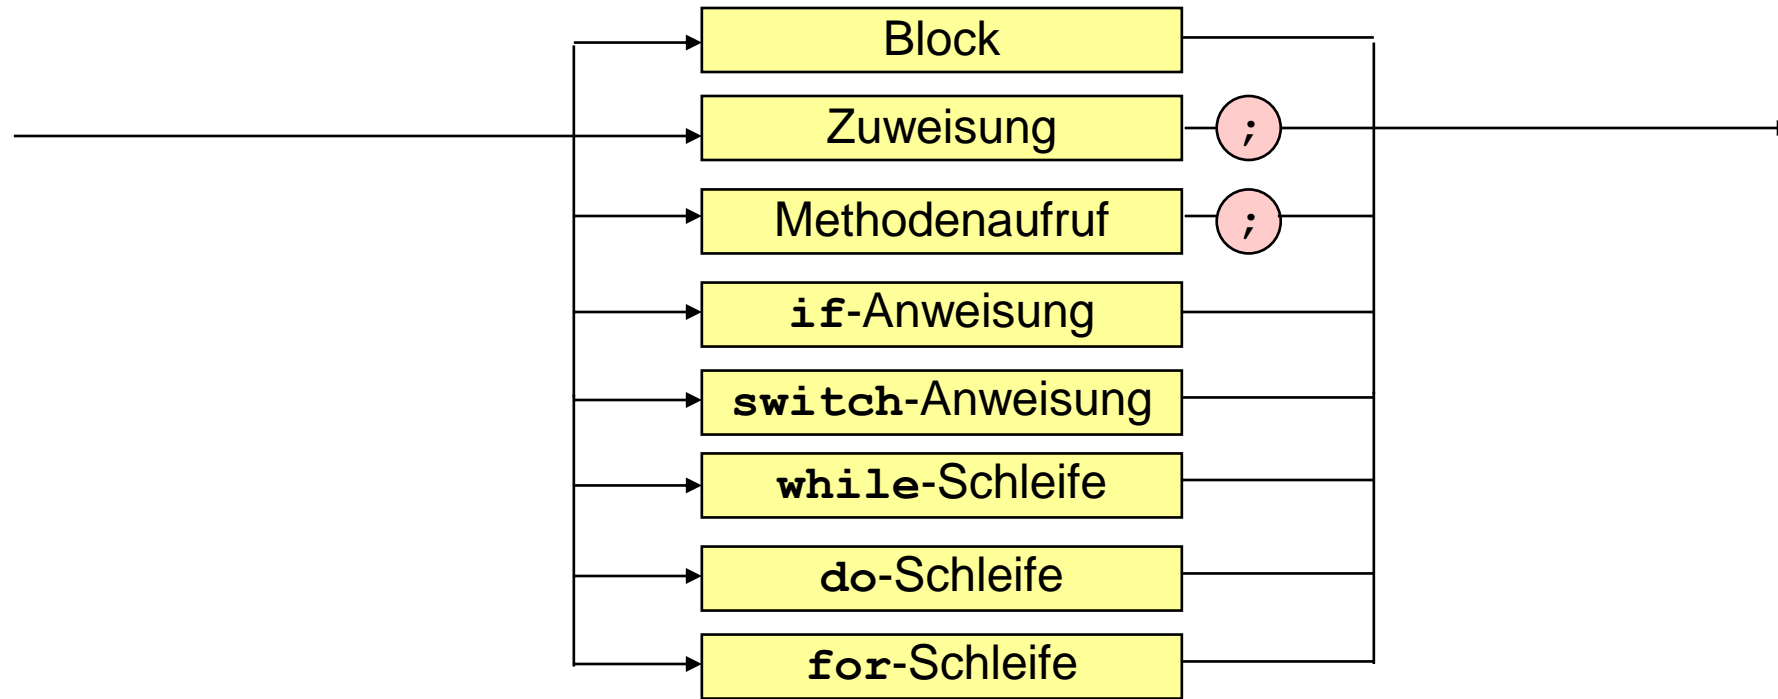 Block
Zuweisung ;
Methodenaufruf ;
if-Anweisung
switch-Anweisung
while-Schleife
do-Schleife
for-Schleife